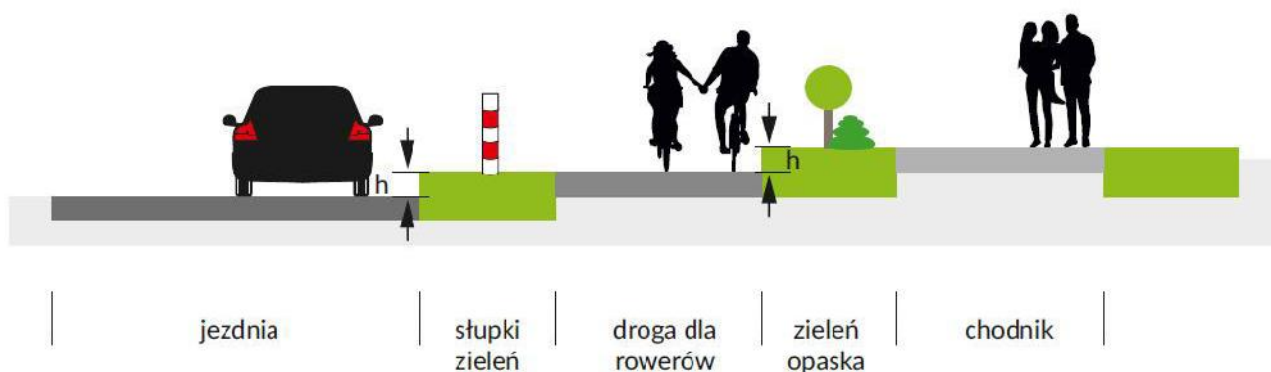 h
h
jezdnia
słupki
zieleń
droga dla
rowerów
zieleń
opaska
chodnik